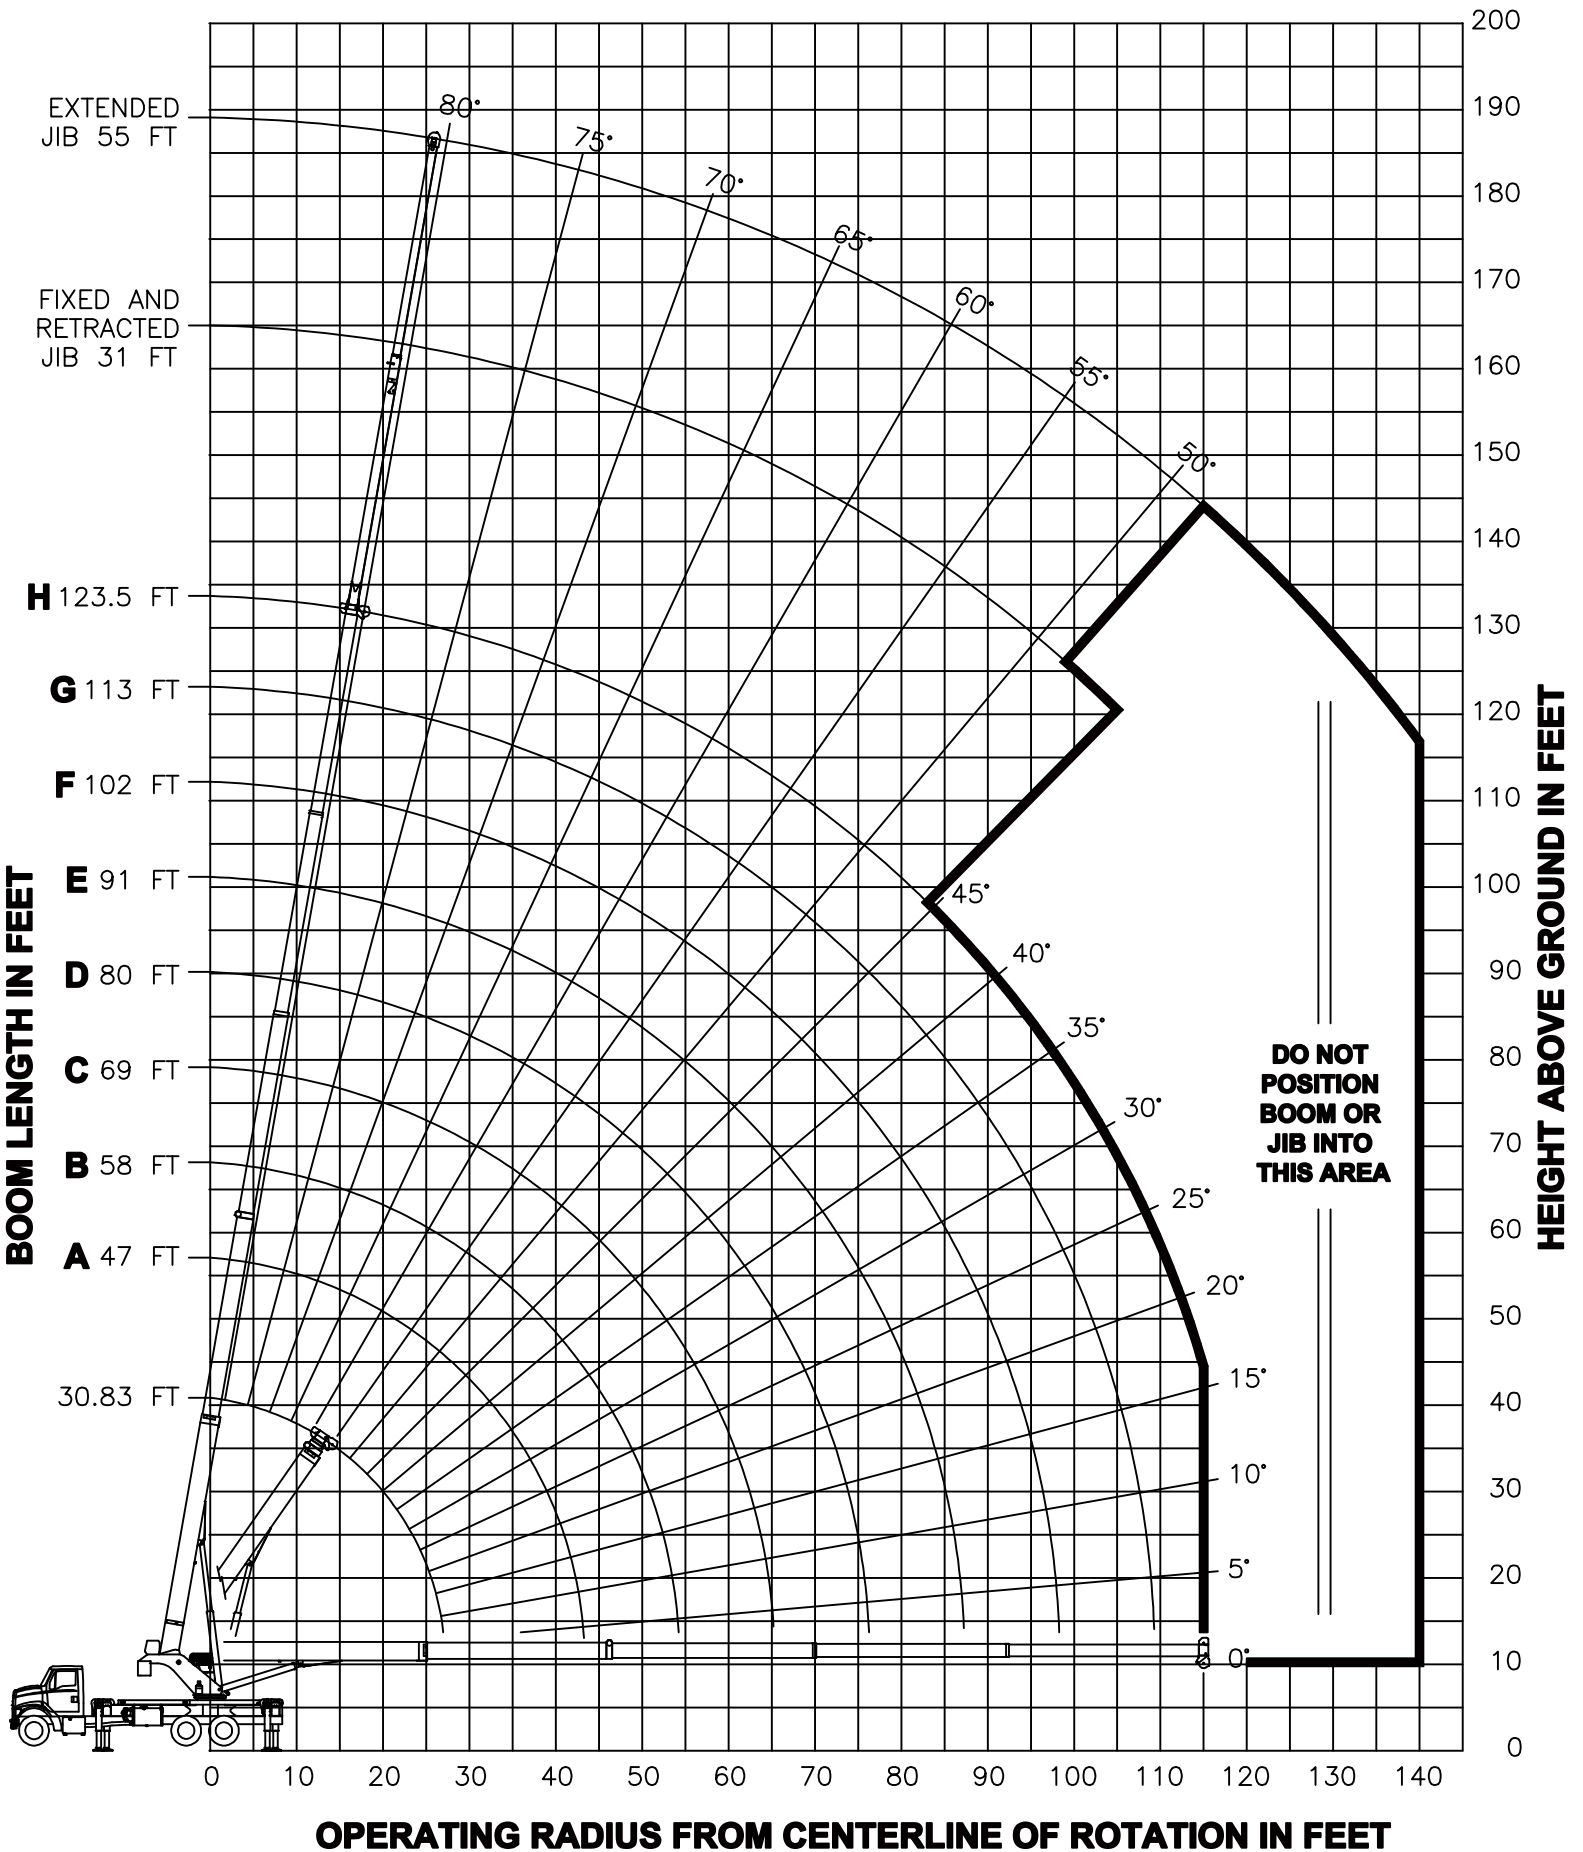 200
EXTENDED
JIB 55 FT
80°
190
75°
70°
180
65°
170
FIXED AND
RETRACTED
JIB 31 FT
60°
160
55°
150
50°
140
H 123.5 FT
130
G 113 FT
120
F 102 FT
110
E 91 FT
100
45°
D 80 FT
40°
90
35°
80
C 69 FT
30°
70
B 58 FT
25°
60
A 47 FT
20°
50
15°
40
30.83 FT
10°
30
5°
20
0°
10
0
DO NOT
POSITION
BOOM OR
JIB INTO
THIS AREA
BOOM LENGTH IN FEET
HEIGHT ABOVE GROUND IN FEET
0 10 20 30 40 50 60 70 80 90 100 110 120 130 140
OPERATING RADIUS FROM CENTERLINE OF ROTATION IN FEET